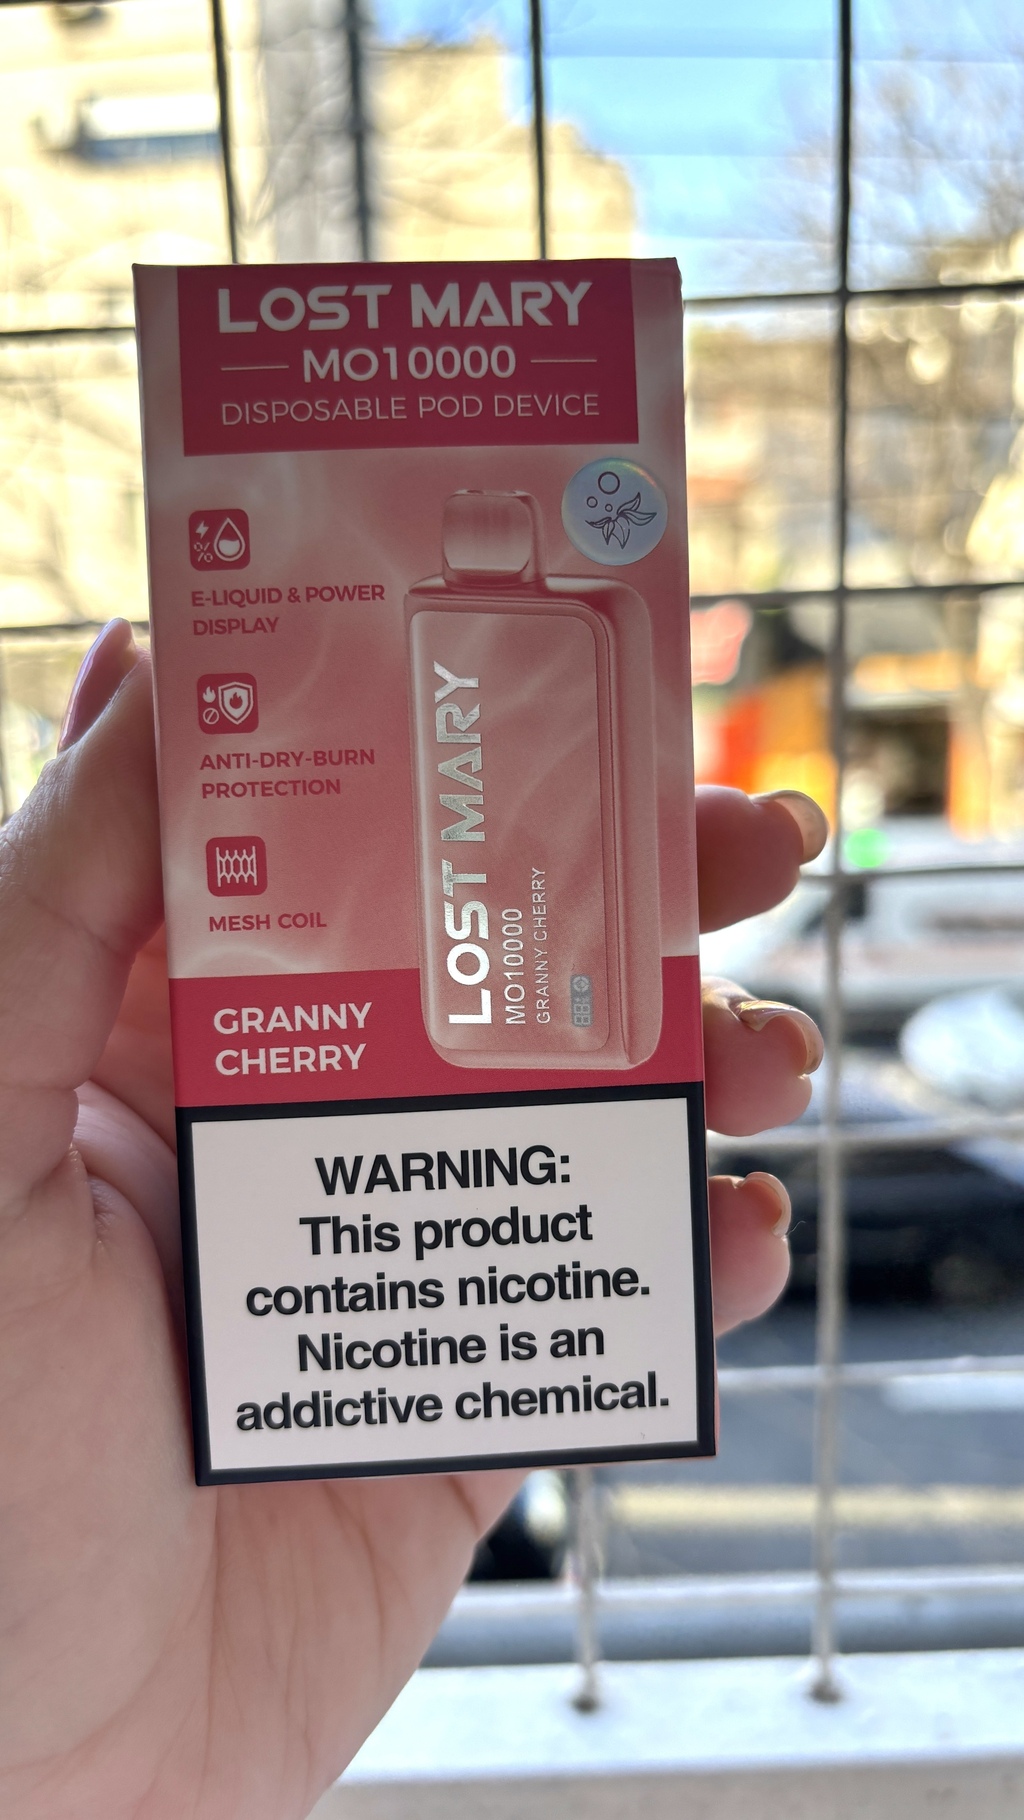 LOST MARY
MO10000
DISPOSABLE POD DEVICE
E-LIQUID & POWER
DISPLAY
ANTI-DRY-BURN
PROTECTION
MESH COIL
LOST MARY
MO10000
GRANNY CHERRY
GRANNY
CHERRY
WARNING:
This product
contains nicotine.
Nicotine is an
addictive chemical.